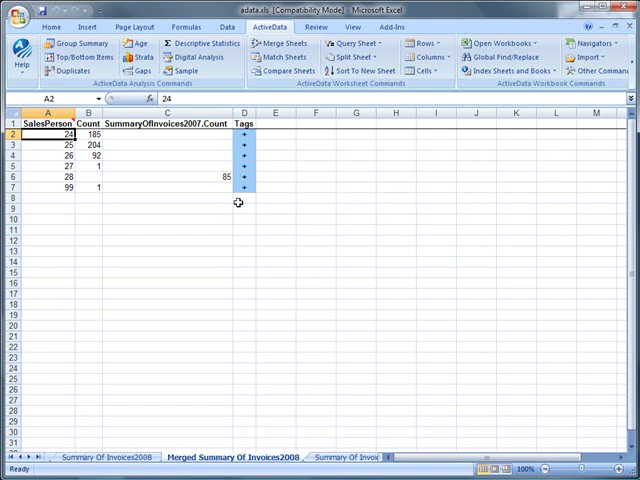 adata.xls [Compatibility Mode] - Microsoft Excel
Home Insert Page Layout Formulas Data ActiveData Review View Add-Ins
Help
Group Summary Age Descriptive Statistics
Top/Bottom Items Strata Digital Analysis
Duplicates Gaps Sample
ActiveData Analysis Commands
Merge Sheets Query Sheet Rows
Match Sheets Split Sheet Columns
Compare Sheets Sort To New Sheet Cells
ActiveData Worksheet Commands
Open Workbooks Navigators
Global Find/Replace Import
Index Sheets and Books Help
ActiveData Workbook Commands
A2 fx 24
A B C D E F G H I J K L M
1 SalesPerson Count SummaryOfInvoices2007.Count Tags
2 24 185 +
3 25 204 +
4 26 92 +
5 27 1 +
6 28 85 +
7 99 1 +
8
9
10
11
12
13
14
15
16
17
18
19
20
21
22
23
24
25
26
27
28
29
30
31
Summary Of Invoices2008 Merged Summary Of Invoices2008 Summary Of Invoi
Ready 100%